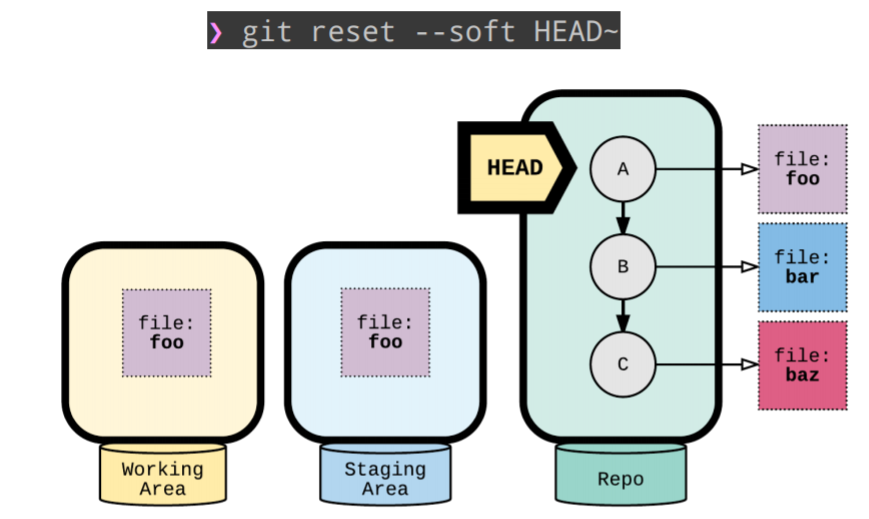 ❯ git reset --soft HEAD~
HEAD
A
file:
foo
B
file:
bar
C
file:
baz
file:
foo
file:
foo
Working
Area
Staging
Area
Repo